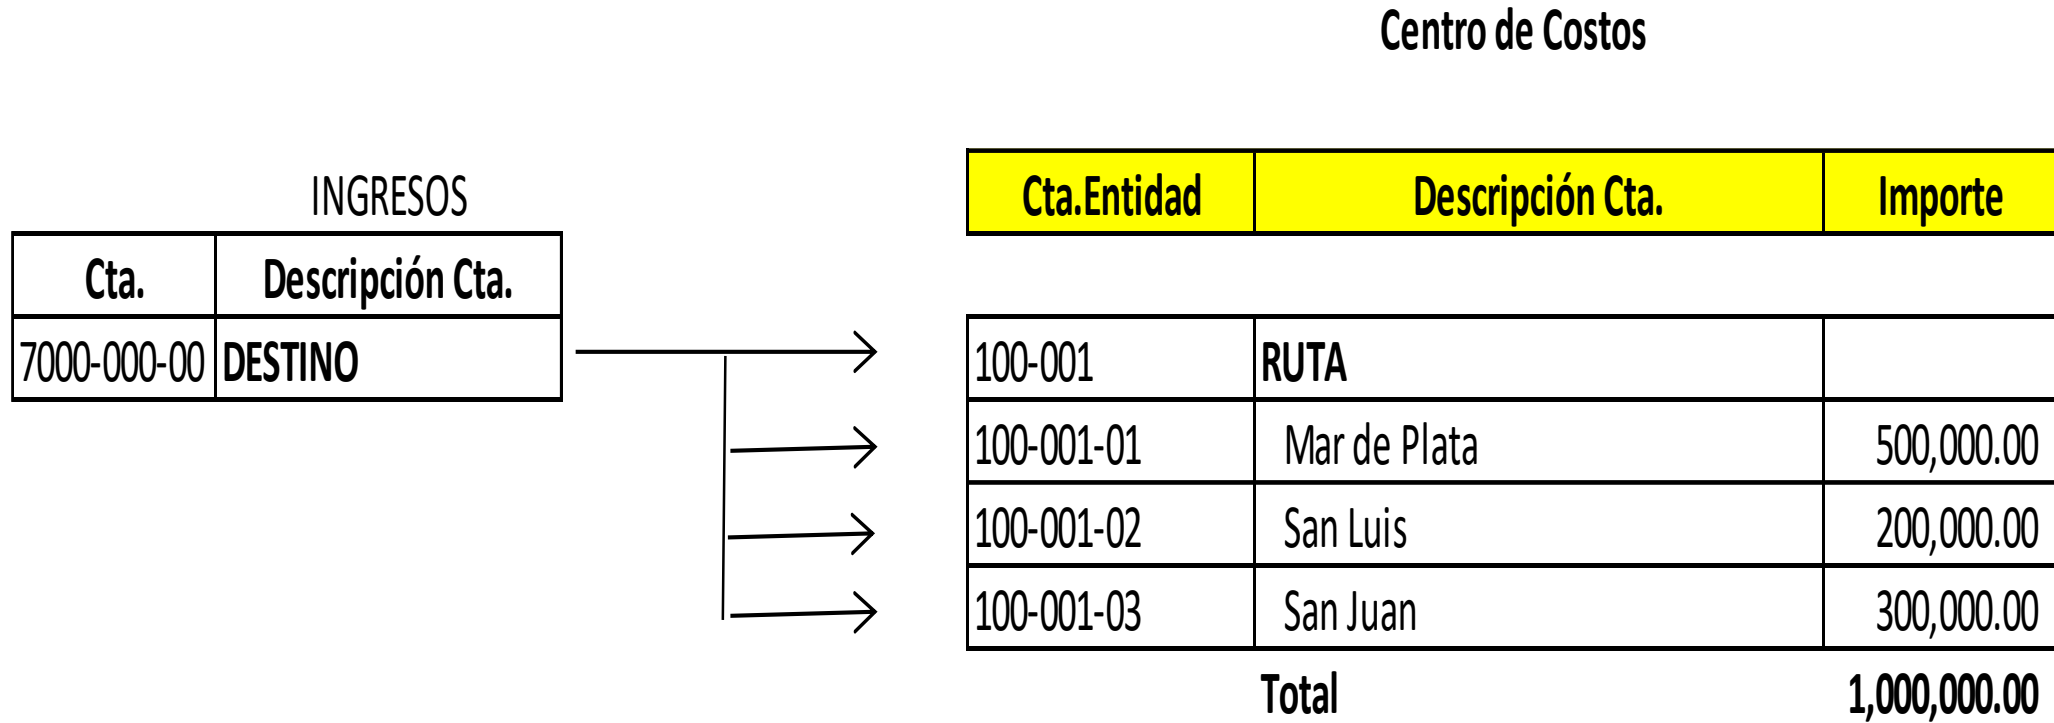 Centro de Costos
INGRESOS
Cta. Descripción Cta.
7000-000-00 DESTINO
Cta.Entidad Descripción Cta. Importe
100-001 RUTA
100-001-01 Mar de Plata 500,000.00
100-001-02 San Luis 200,000.00
100-001-03 San Juan 300,000.00
Total 1,000,000.00